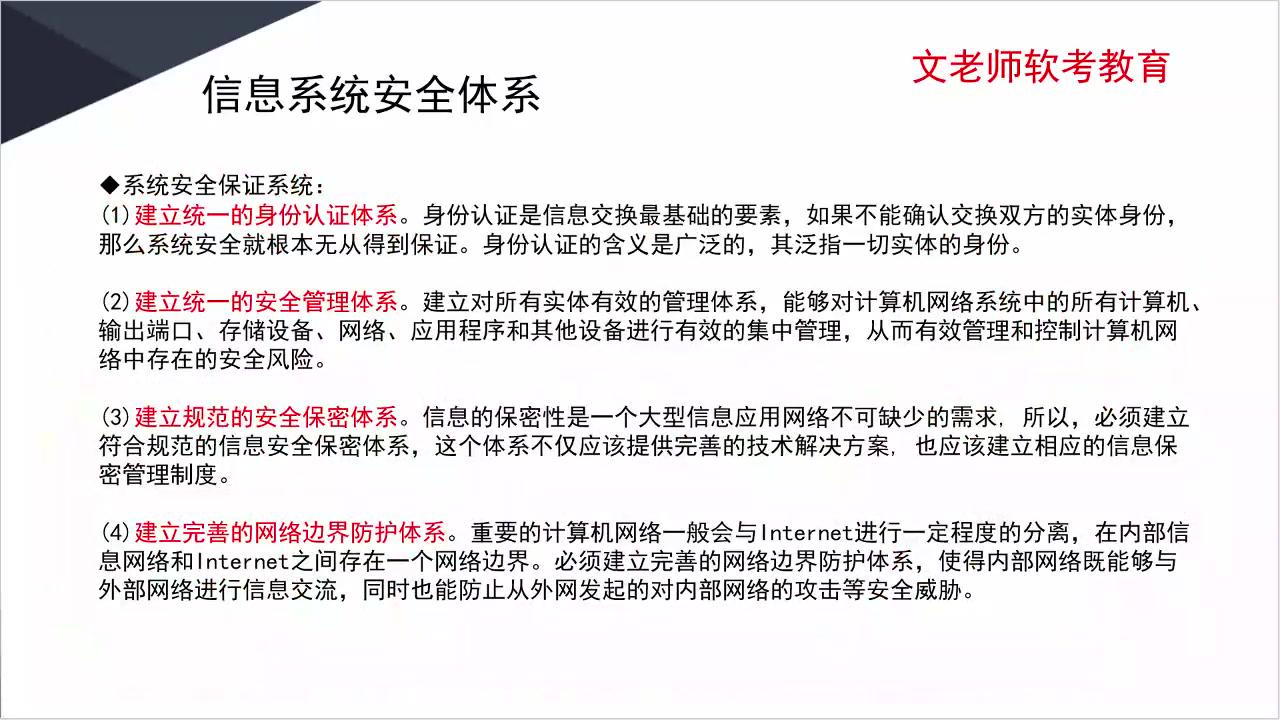 文老师软考教育
信息系统安全体系
◆系统安全保证系统：
(1)建立统一的身份认证体系。身份认证是信息交换最基础的要素，如果不能确认交换双方的实体身份，
那么系统安全就根本无从得到保证。身份认证的含义是广泛的，其泛指一切实体的身份。
(2)建立统一的安全管理体系。建立对所有实体有效的管理体系，能够对计算机网络系统中的所有计算机、
输出端口、存储设备、网络、应用程序和其他设备进行有效的集中管理，从而有效管理和控制计算机网
络中存在的安全风险。
(3)建立规范的安全保密体系。信息的保密性是一个大型信息应用网络不可缺少的需求，所以，必须建立
符合规范的信息安全保密体系，这个体系不仅应该提供完善的技术解决方案，也应该建立相应的信息保
密管理制度。
(4)建立完善的网络边界防护体系。重要的计算机网络一般会与Internet进行一定程度的分离，在内部信
息网络和Internet之间存在一个网络边界。必须建立完善的网络边界防护体系，使得内部网络既能够与
外部网络进行信息交流，同时也能防止从外网发起的对内部网络的攻击等安全威胁。